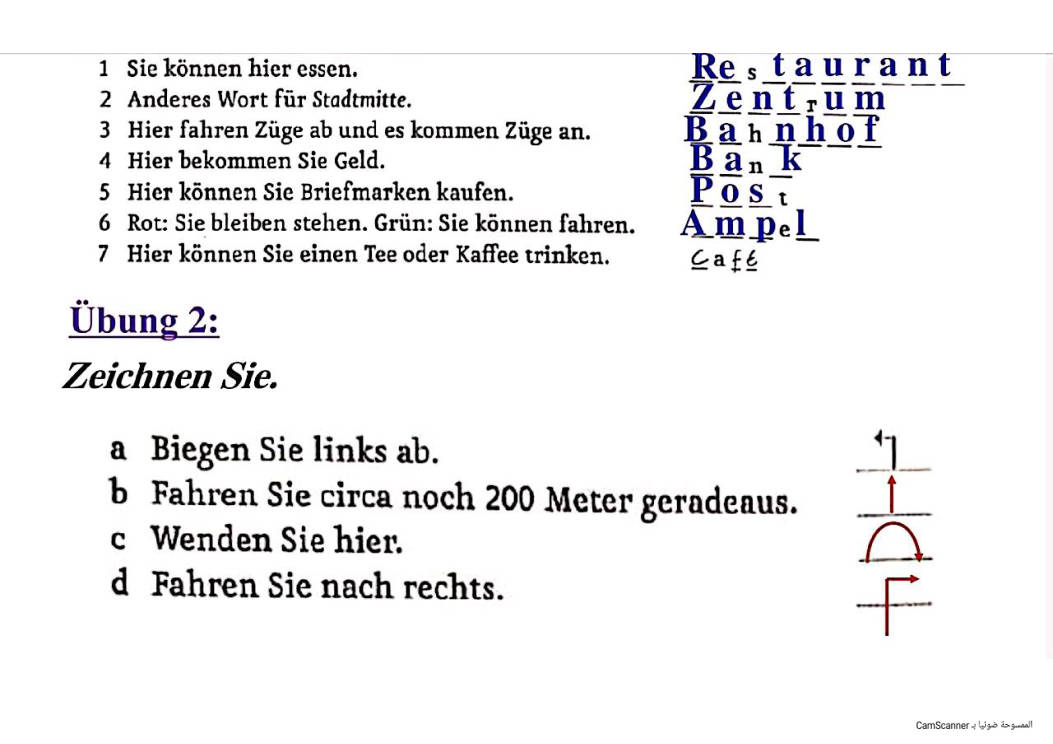 1 Sie können hier essen. Restaurant
2 Anderes Wort für Stadtmitte. Zentrum
3 Hier fahren Züge ab und es kommen Züge an. Bahnhof
4 Hier bekommen Sie Geld. Bank
5 Hier können Sie Briefmarken kaufen. Post
6 Rot: Sie bleiben stehen. Grün: Sie können fahren. Ampel
7 Hier können Sie einen Tee oder Kaffee trinken. Café
Übung 2:
Zeichnen Sie.
a Biegen Sie links ab.
b Fahren Sie circa noch 200 Meter geradeaus.
c Wenden Sie hier.
d Fahren Sie nach rechts.
الممسوحة ضوئيا بـ CamScanner